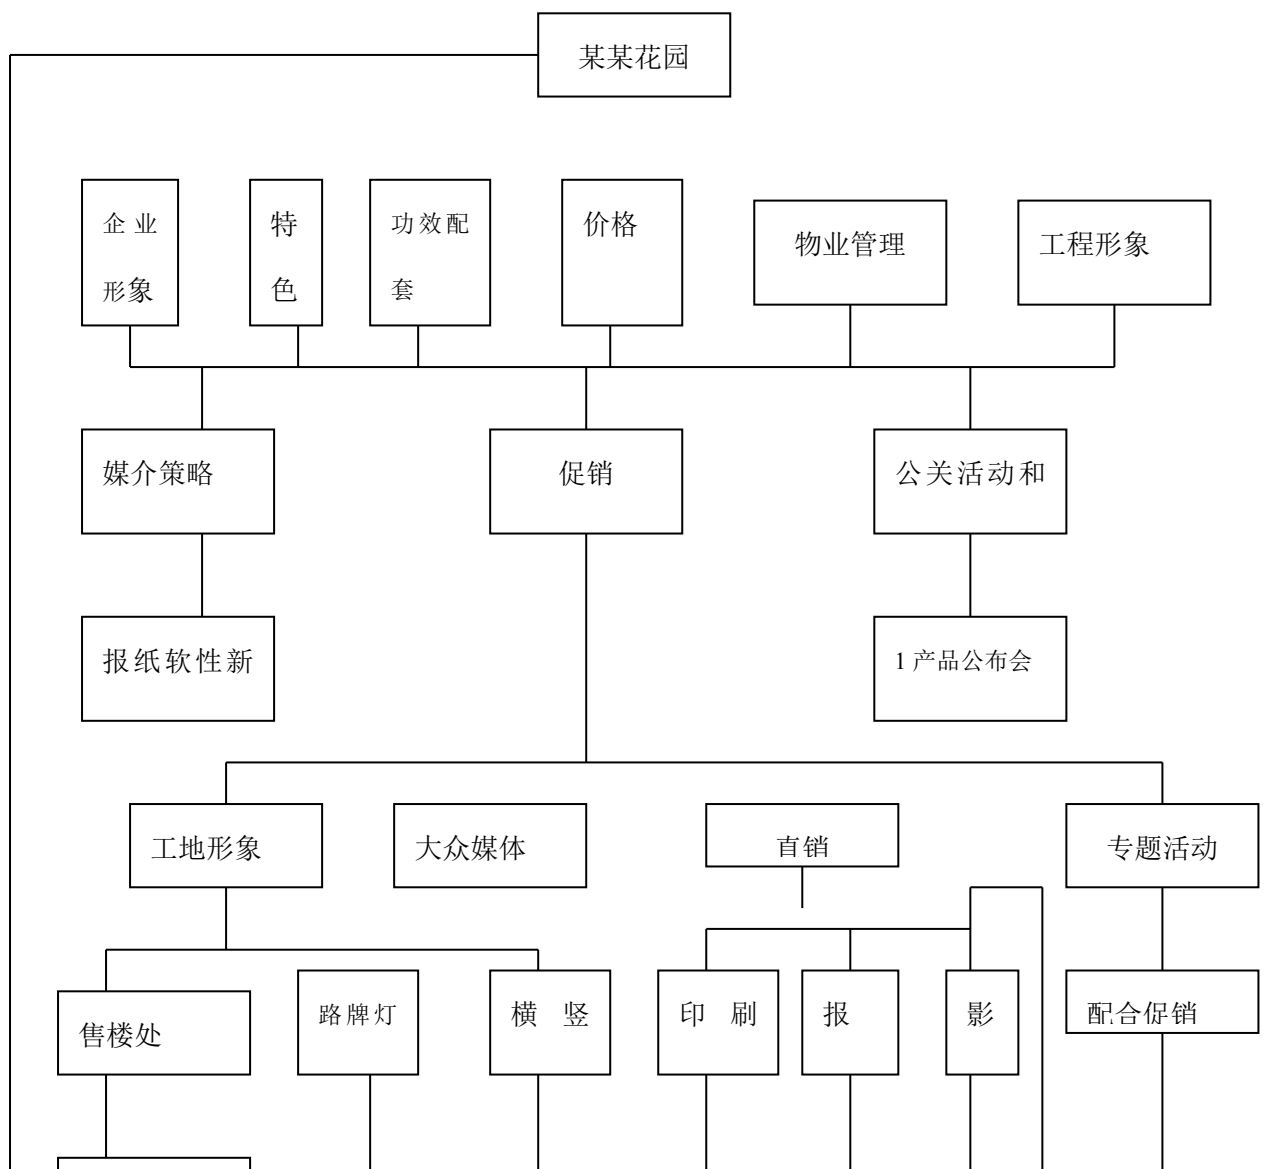 某某花园
企业
形象
特
色
功效配
套
价格
物业管理
工程形象
媒介策略
促销
公关活动和
报纸软性新
1 产品公布会
工地形象
大众媒体
直销
专题活动
售楼处
路牌灯
横 竖
印 刷
报
影
配合促销